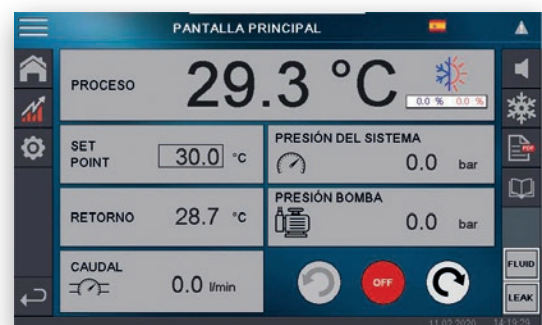 PANTALLA PRINCIPAL
PROCESO
29.3 °C
0.0 % 0.0 %
SET POINT
30.0 °C
PRESIÓN DEL SISTEMA
0.0 bar
RETORNO
28.7 °C
PRESIÓN BOMBA
0.0 bar
CAUDAL
0.0 l/min
OFF
PDF
FLUID
LEAK
11.02.2020 14:19:29